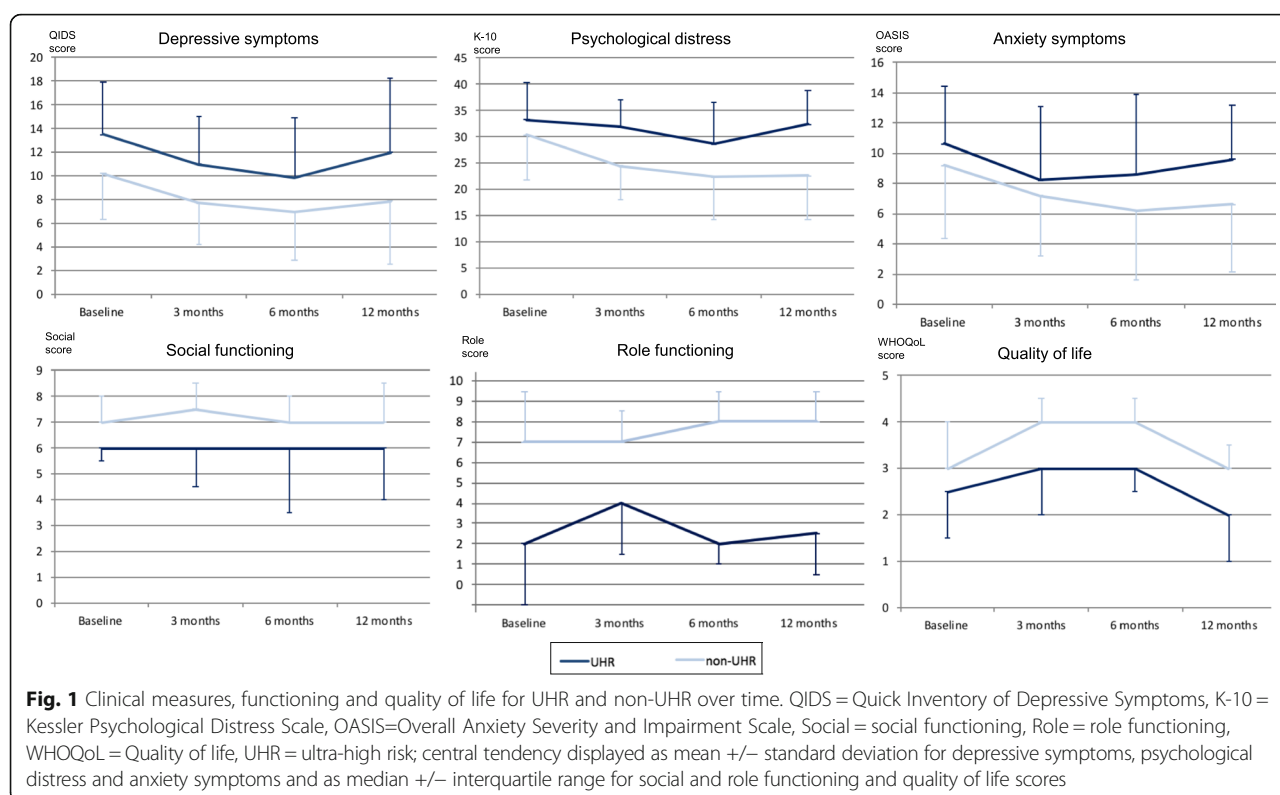 QIDS
score
Depressive symptoms
20
18
16
14
12
10
8
6
4
2
0
Baseline 3 months 6 months 12 months
K-10
score
Psychological distress
45
40
35
30
25
20
15
10
5
0
Baseline 3 months 6 months 12 months
OASIS
score
Anxiety symptoms
16
14
12
10
8
6
4
2
0
Baseline 3 months 6 months 12 months
Social
score
Social functioning
9
8
7
6
5
4
3
2
1
0
Baseline 3 months 6 months 12 months
Role
score
Role functioning
10
9
8
7
6
5
4
3
2
1
0
Baseline 3 months 6 months 12 months
WHOQoL
score
Quality of life
5
4
3
2
1
0
Baseline 3 months 6 months 12 months
UHR non-UHR
Fig. 1 Clinical measures, functioning and quality of life for UHR and non-UHR over time. QIDS = Quick Inventory of Depressive Symptoms, K-10 =
Kessler Psychological Distress Scale, OASIS=Overall Anxiety Severity and Impairment Scale, Social = social functioning, Role = role functioning,
WHOQoL = Quality of life, UHR = ultra-high risk; central tendency displayed as mean +/− standard deviation for depressive symptoms, psychological
distress and anxiety symptoms and as median +/− interquartile range for social and role functioning and quality of life scores